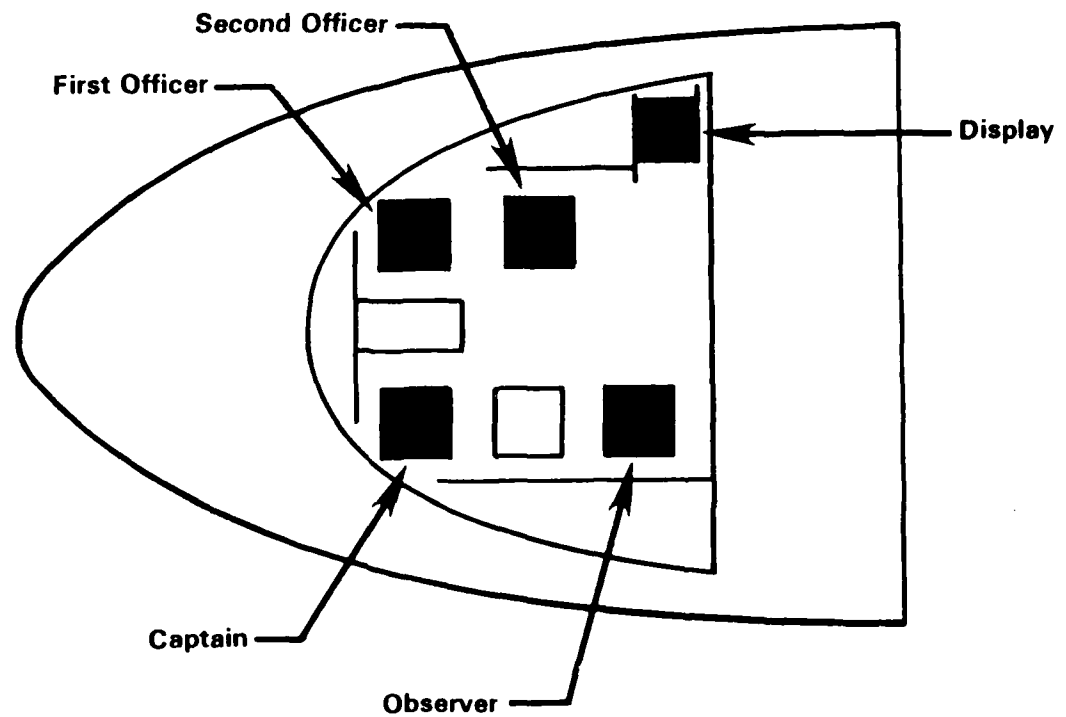 Second Officer
First Officer
Display
Captain
Observer